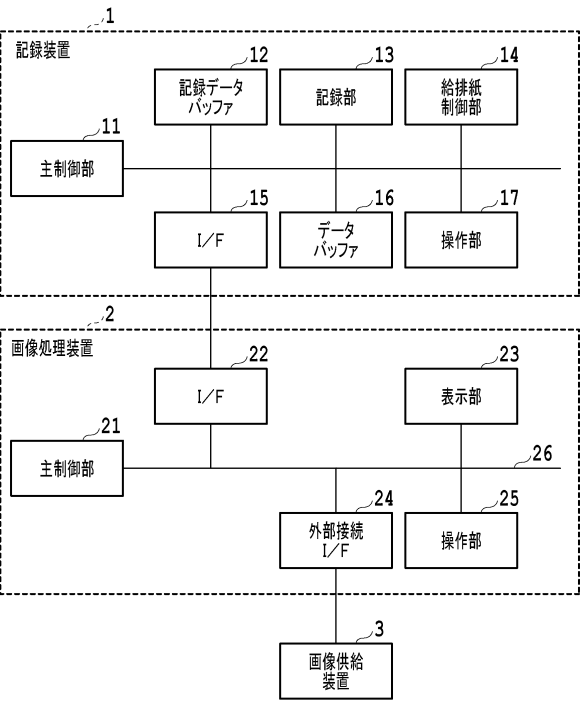 1
記録装置
12
記録データ
バッファ
13
記録部
14
給排紙
制御部
11
主制御部
15
I/F
16
データ
バッファ
17
操作部
2
画像処理装置
22
I/F
23
表示部
21
主制御部
26
24
外部接続
I/F
25
操作部
3
画像供給
装置